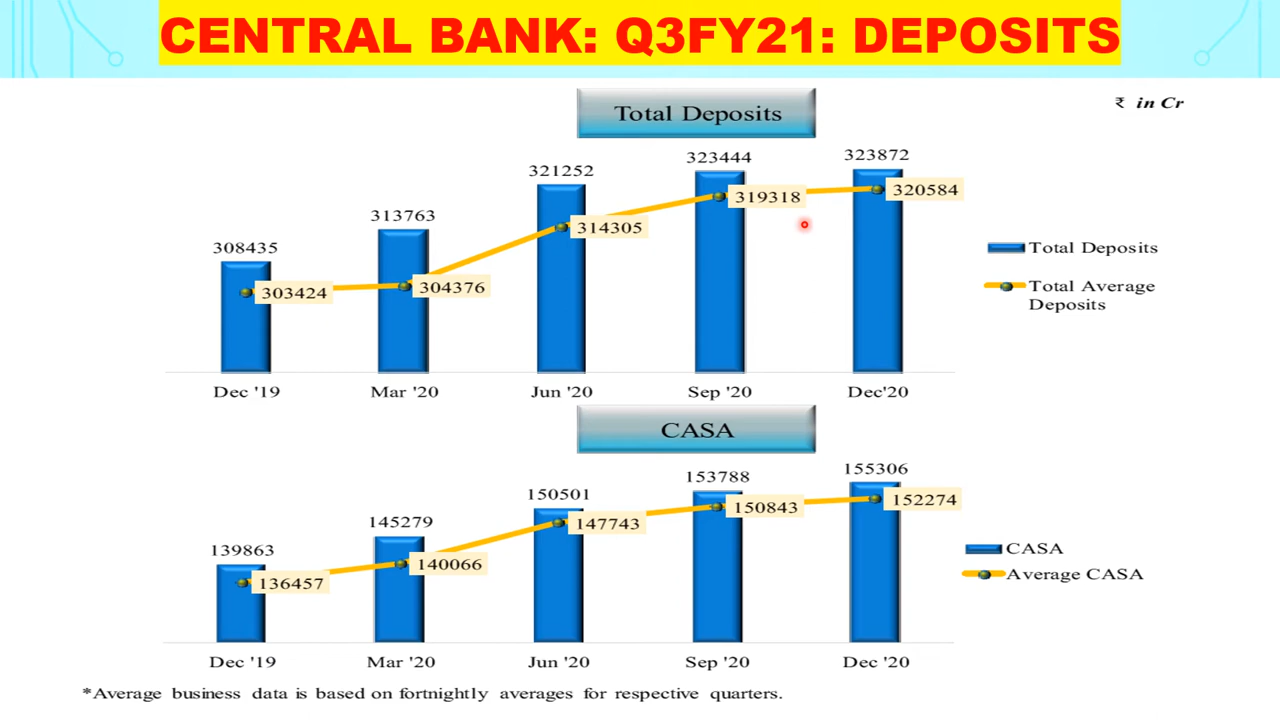 CENTRAL BANK: Q3FY21: DEPOSITS
Total Deposits
₹ in Cr
308435
313763
321252
323444
323872
303424
304376
314305
319318
320584
Total Deposits
Total Average
Deposits
Dec '19
Mar '20
Jun '20
Sep '20
Dec'20
CASA
139863
145279
150501
153788
155306
136457
140066
147743
150843
152274
CASA
Average CASA
Dec '19
Mar '20
Jun '20
Sep '20
Dec '20
*Average business data is based on fortnightly averages for respective quarters.